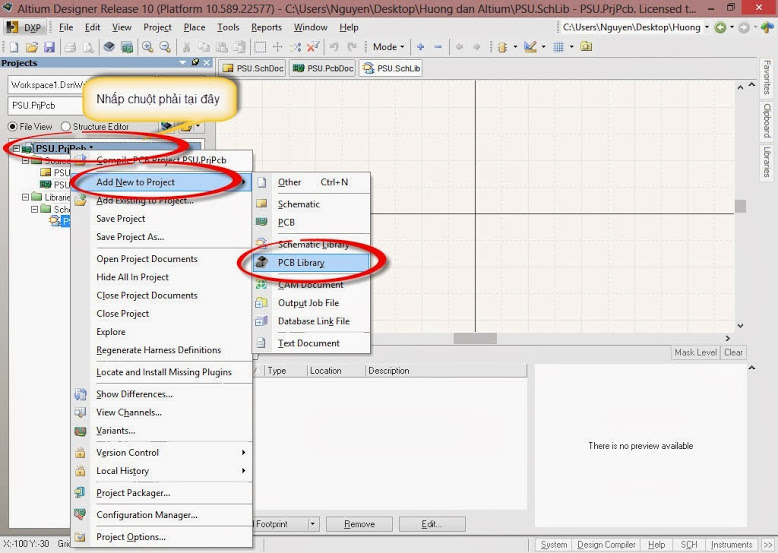 Altium Designer Release 10 (Platform 10.589.22577) - C:\Users\Nguyen\Desktop\Huong dan Altium\PSU.SchLib - PSU.PrjPcb. Licensed t
DXP File Edit View Project Place Tools Reports Window Help C:\Users\Nguyen\Desktop\Huong
Mode
Projects
PSU.SchDoc PSU.PcbDoc PSU.SchLib
Workspace1.DsnW
PSU.PrjPcb
Nhấp chuột phải tại đây
File View Structure Editor
PSU.PrjPcb *
Compile PCB Project PSU.PrjPcb
Add New to Project
Add Existing to Project...
Save Project
Save Project As...
Open Project Documents
Hide All In Project
Close Project Documents
Close Project
Explore
Regenerate Harness Definitions
Locate and Install Missing Plugins
Show Differences...
View Channels...
Variants...
Version Control
Local History
Project Packager...
Configuration Manager...
Project Options...
Other Ctrl+N
Schematic
PCB
Schematic Library
PCB Library
CAM Document
Output Job File
Database Link File
Text Document
Favorites
Clipboard
Libraries
Mask Level Clear
Type Location Description
There is no preview available
Footprint Remove Edit...
X:-100 Y:-30 Grid
System Design Compiler Help SCH Instruments >>